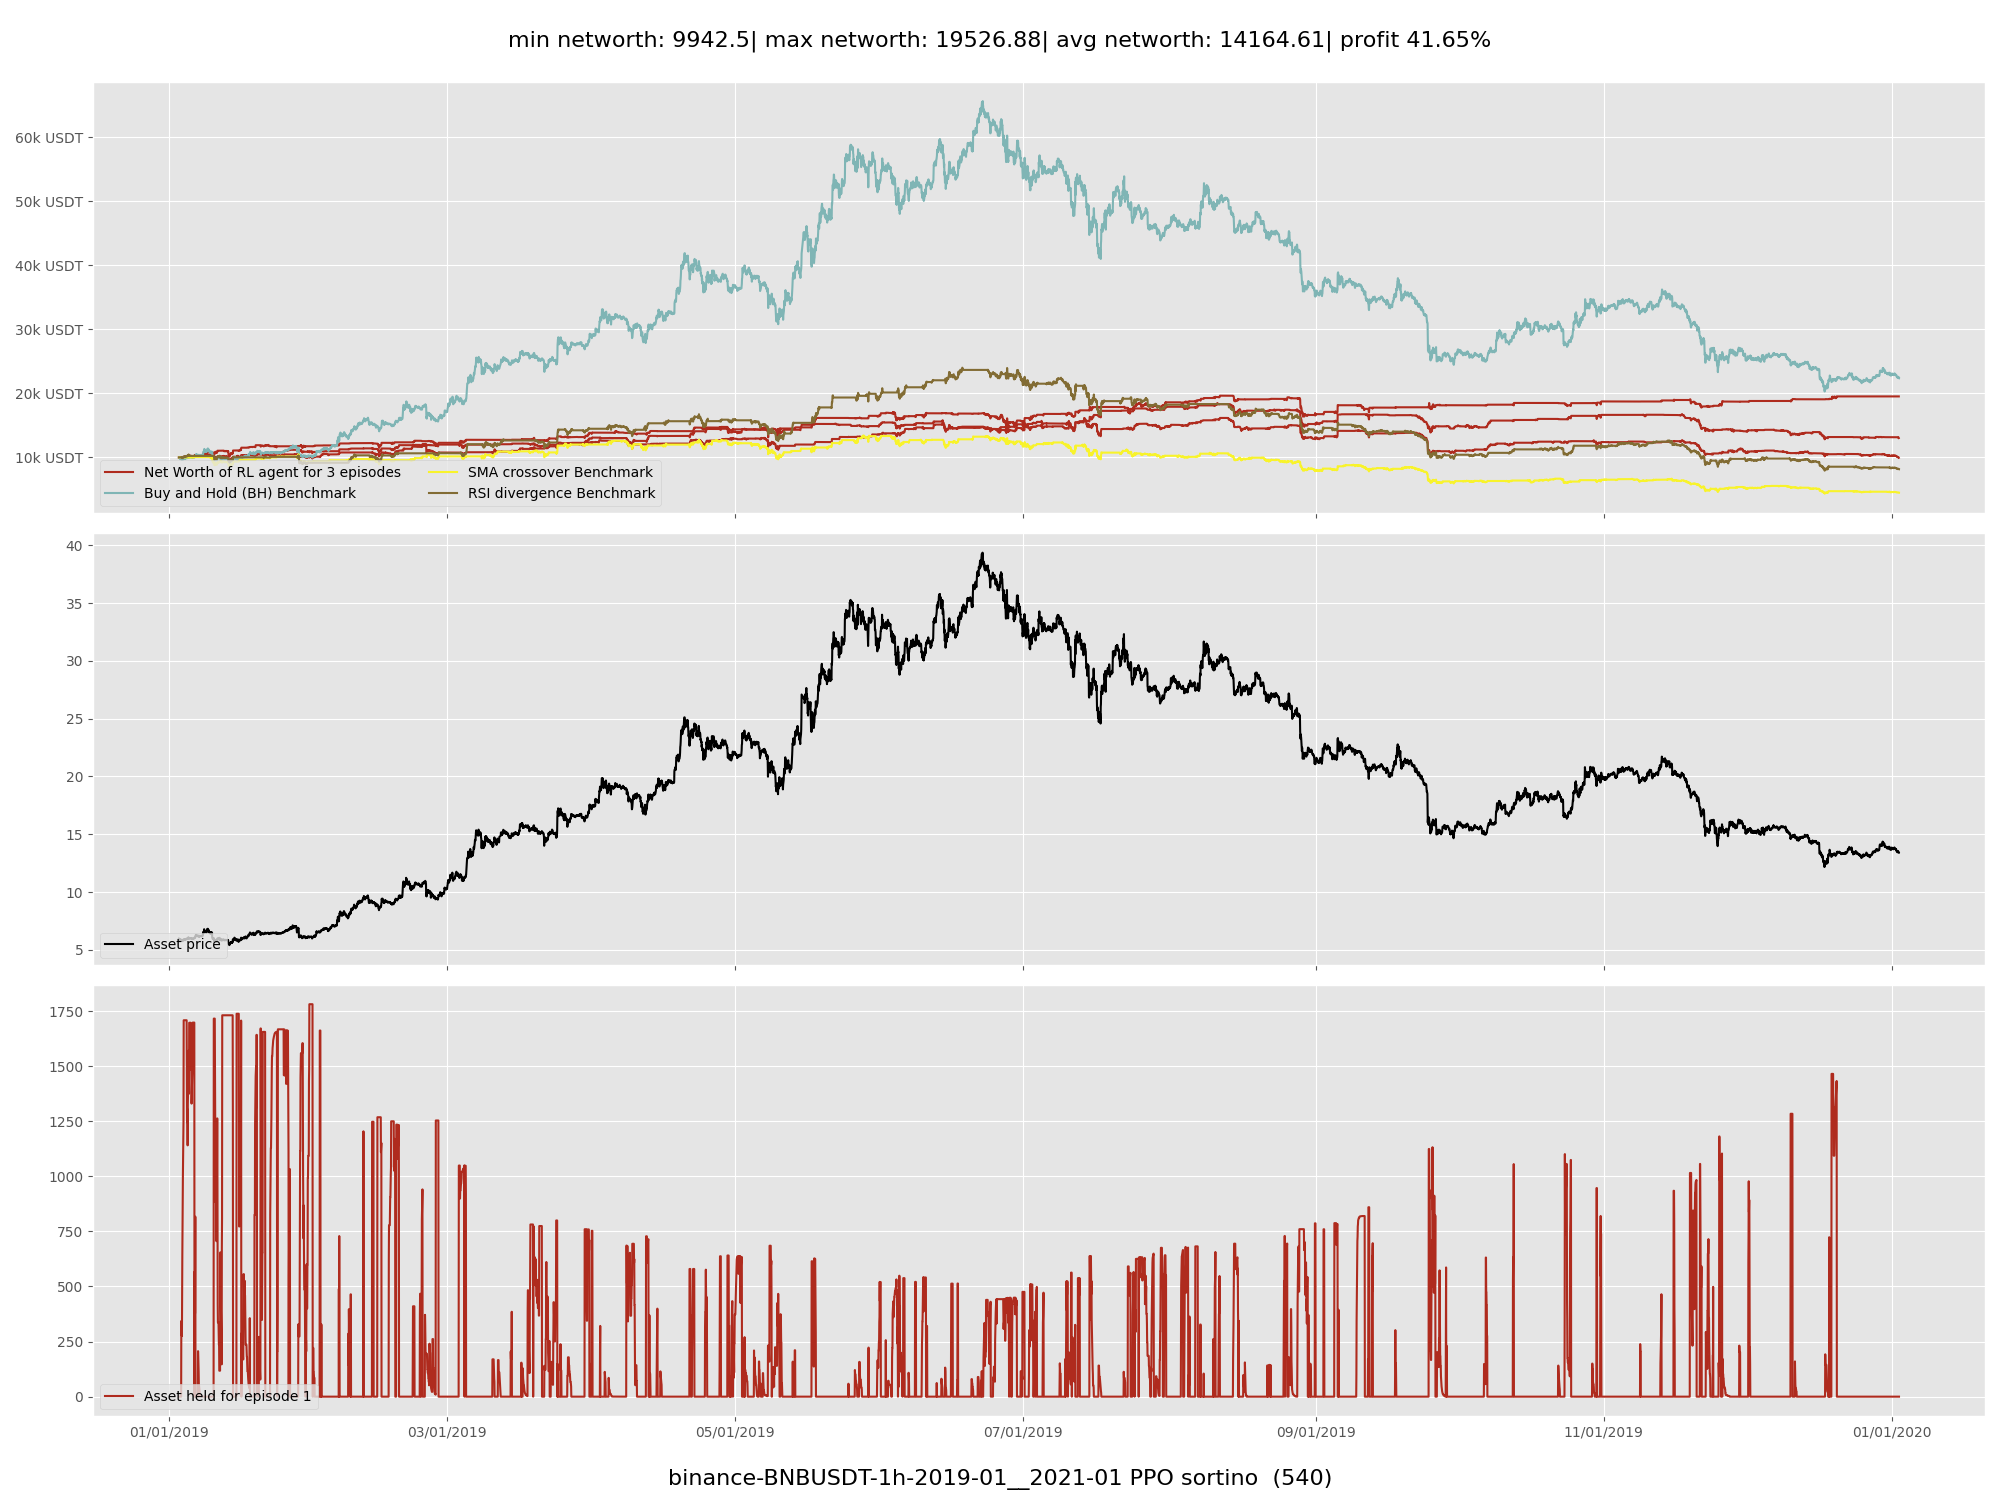 min networth: 9942.5| max networth: 19526.88| avg networth: 14164.61| profit 41.65%
60k USDT
50k USDT
40k USDT
30k USDT
20k USDT
10k USDT
Net Worth of RL agent for 3 episodes
Buy and Hold (BH) Benchmark
SMA crossover Benchmark
RSI divergence Benchmark
40
35
30
25
20
15
10
5
Asset price
1750
1500
1250
1000
750
500
250
0
Asset held for episode 1
01/01/2019 03/01/2019 05/01/2019 07/01/2019 09/01/2019 11/01/2019 01/01/2020
binance-BNBUSDT-1h-2019-01__2021-01 PPO sortino (540)